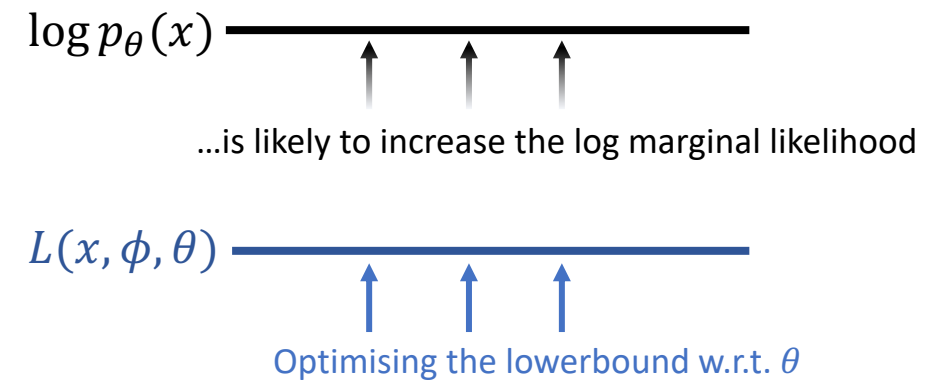 log p_θ(x)
…is likely to increase the log marginal likelihood
L(x, ϕ, θ)
Optimising the lowerbound w.r.t. θ